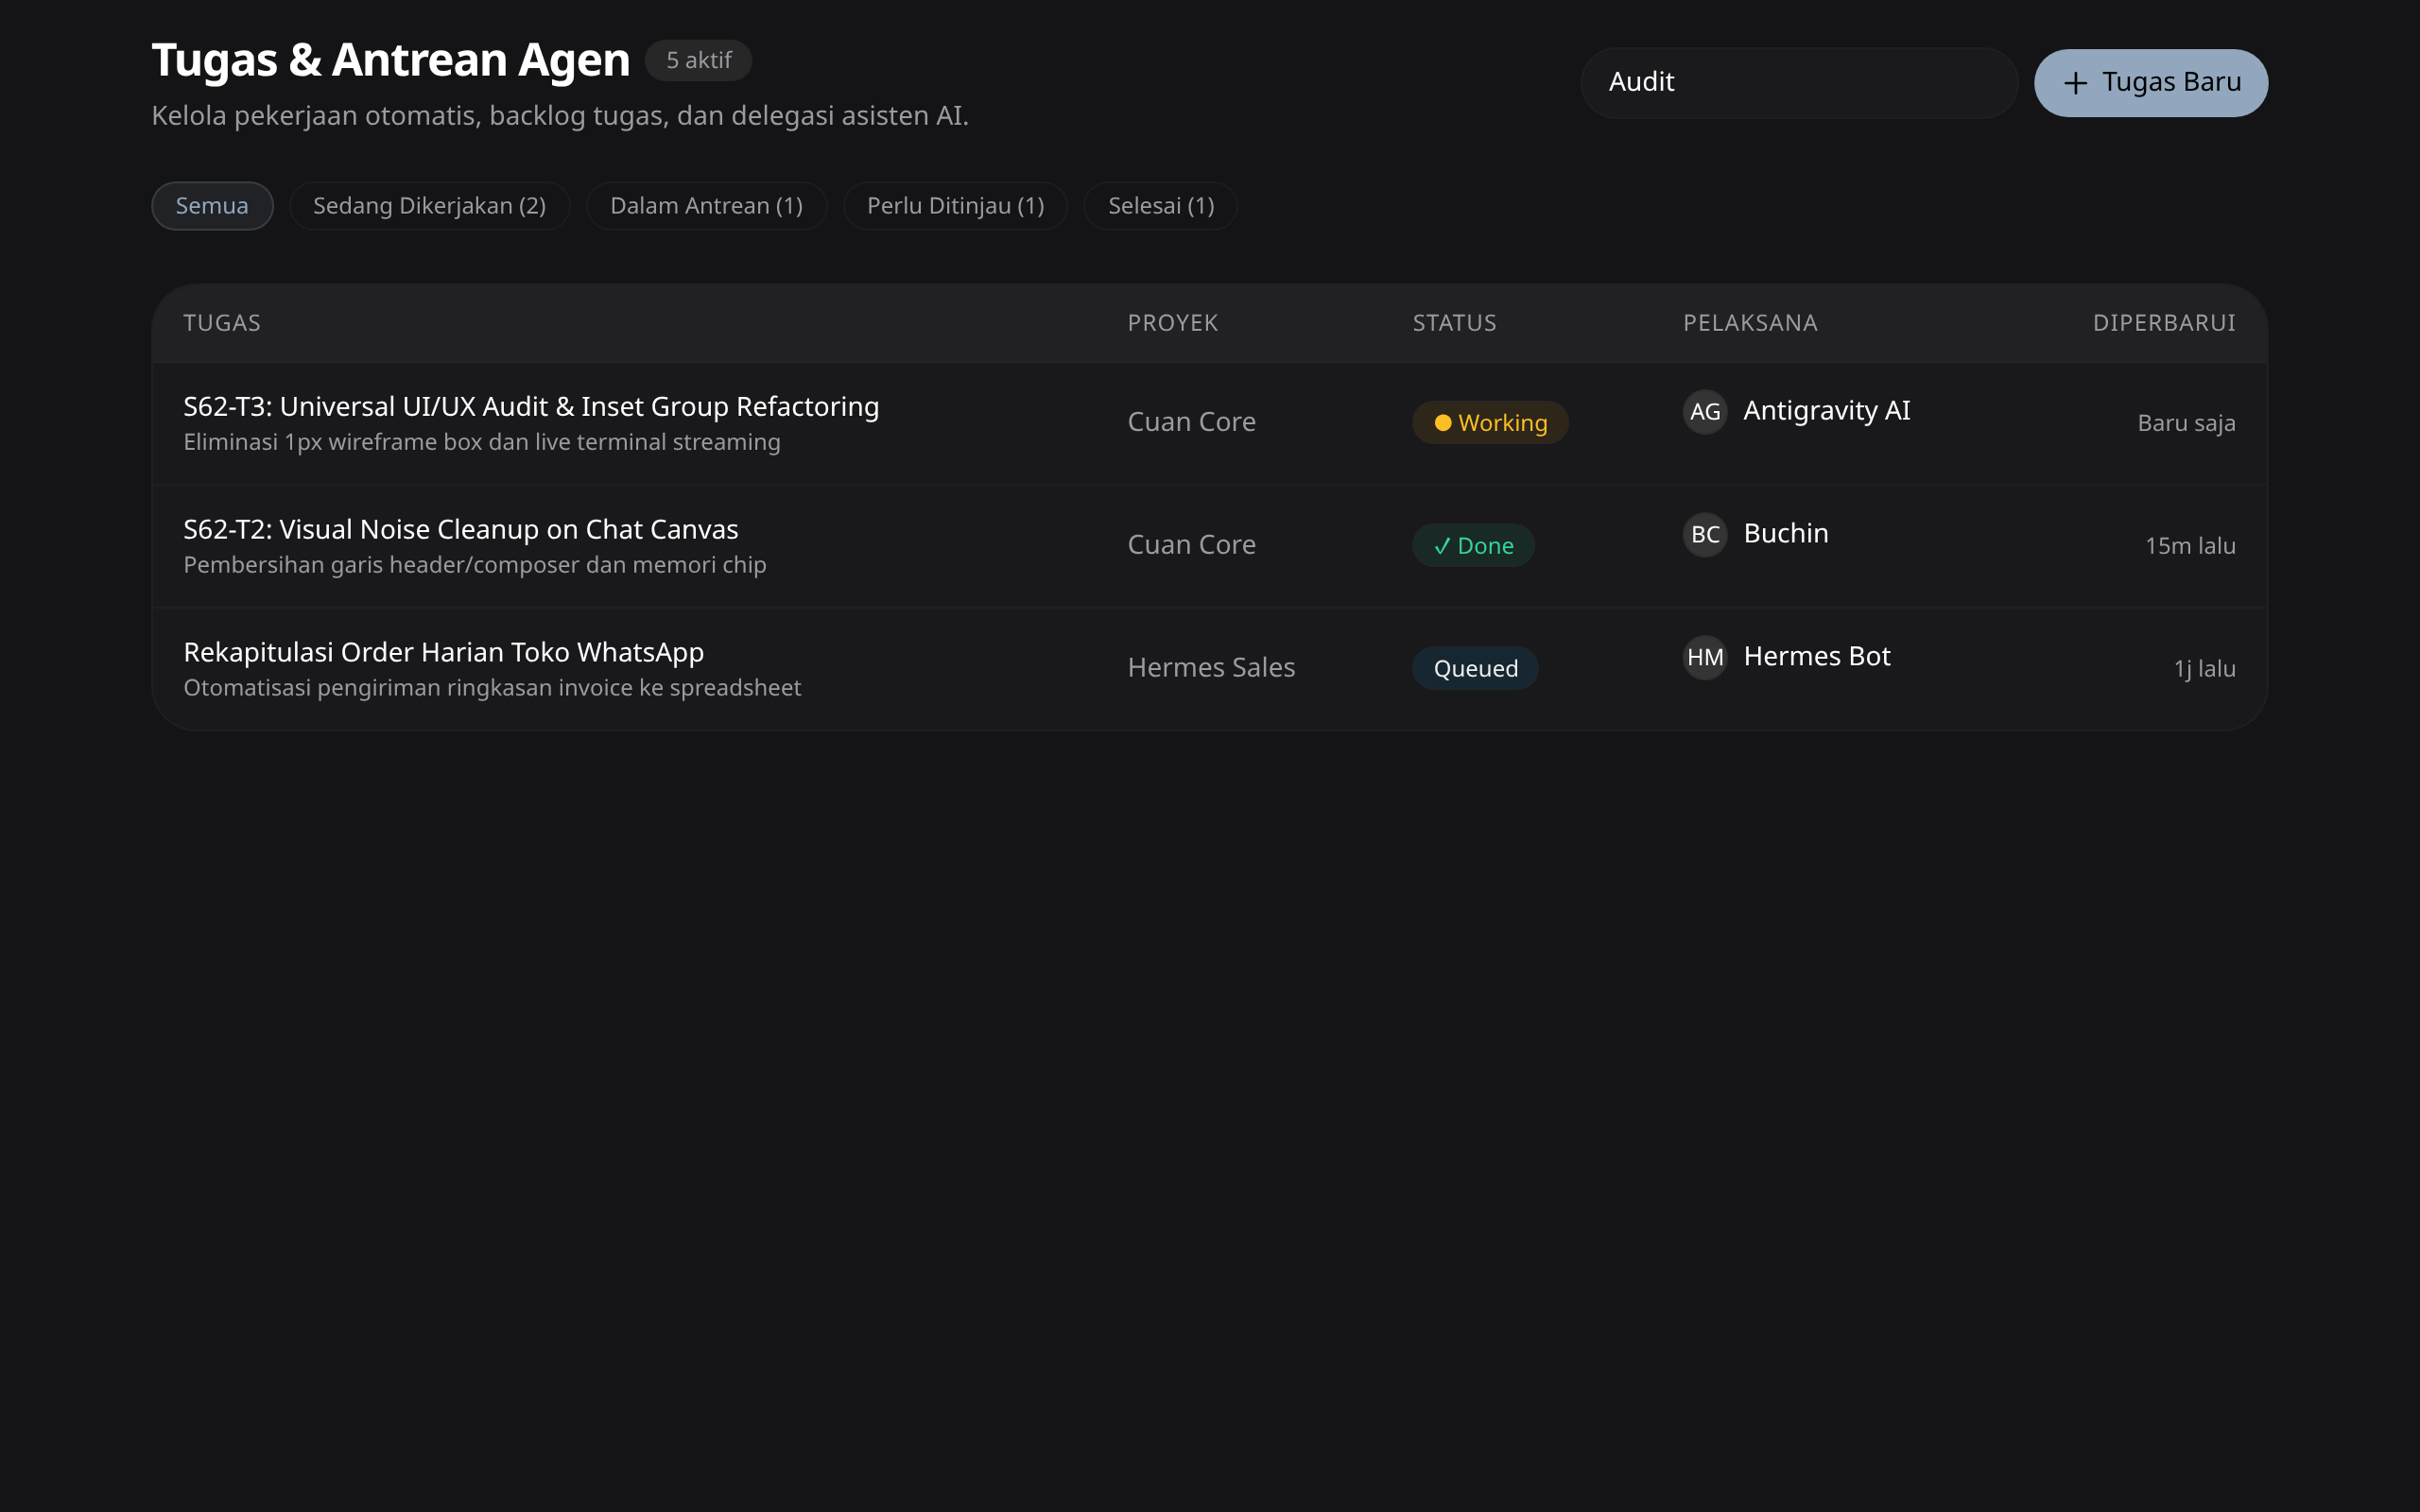 Tugas & Antrean Agen 5 aktif
Kelola pekerjaan otomatis, backlog tugas, dan delegasi asisten AI.
Audit
+ Tugas Baru
Semua Sedang Dikerjakan (2) Dalam Antrean (1) Perlu Ditinjau (1) Selesai (1)
TUGAS PROYEK STATUS PELAKSANA DIPERBARUI
S62-T3: Universal UI/UX Audit & Inset Group Refactoring
Eliminasi 1px wireframe box dan live terminal streaming
Cuan Core
Working
AG Antigravity AI
Baru saja
S62-T2: Visual Noise Cleanup on Chat Canvas
Pembersihan garis header/composer dan memori chip
Cuan Core
✓ Done
BC Buchin
15m lalu
Rekapitulasi Order Harian Toko WhatsApp
Otomatisasi pengiriman ringkasan invoice ke spreadsheet
Hermes Sales
Queued
HM Hermes Bot
1j lalu